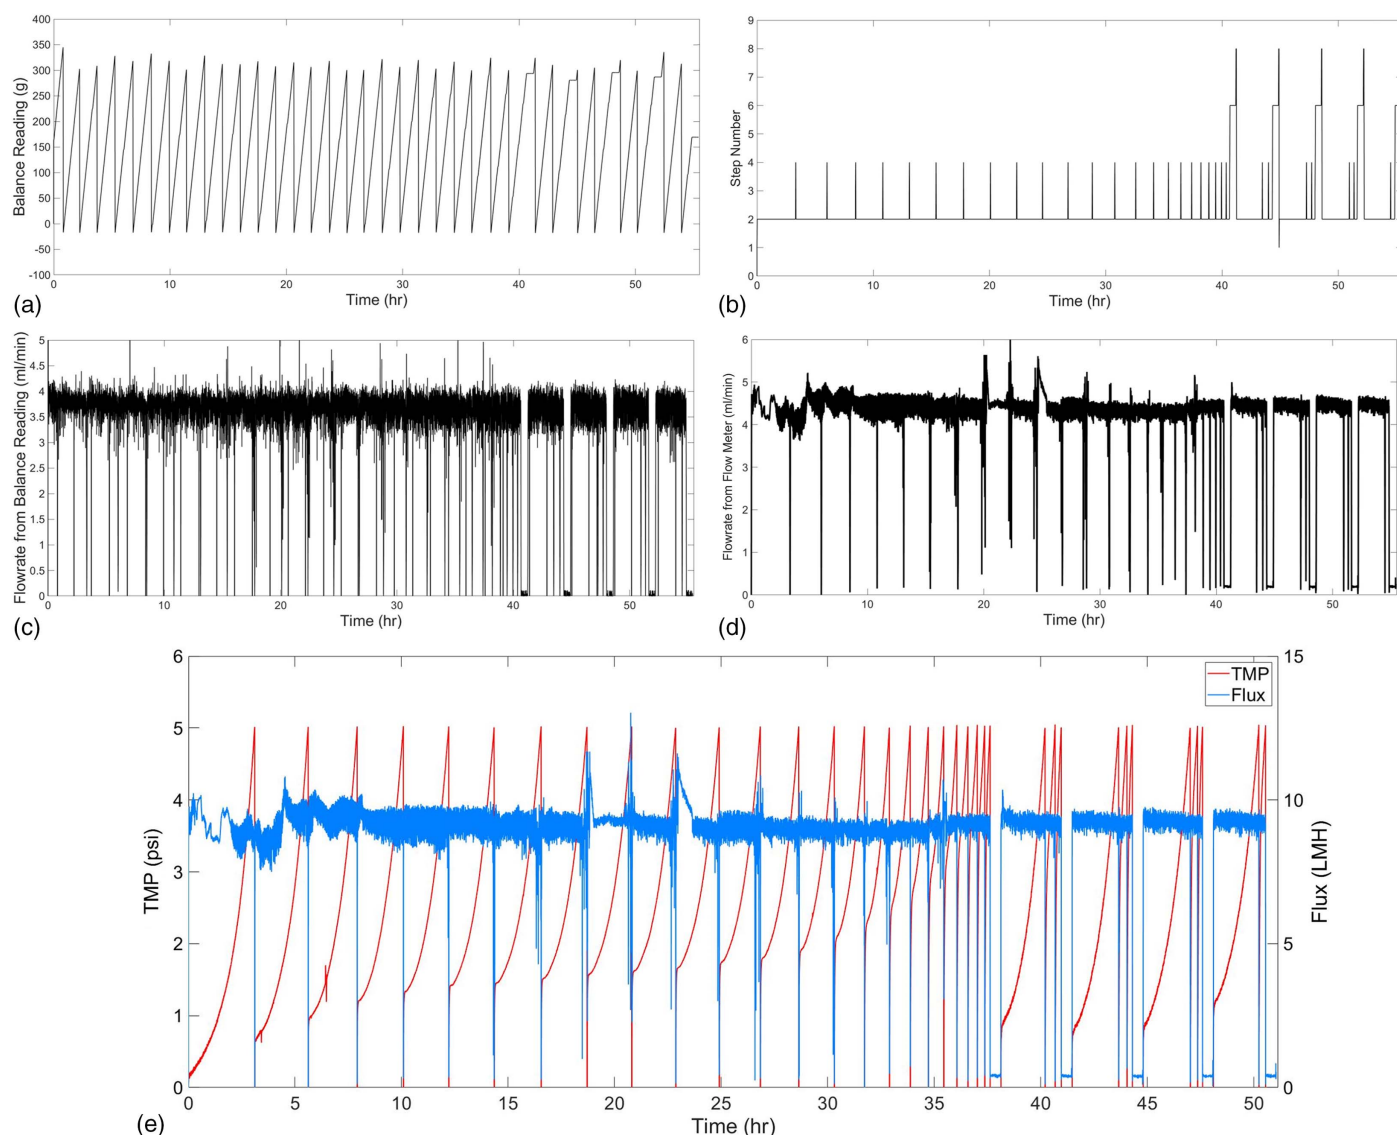 400
350
300
250
200
150
100
50
0
-50
-100
Balance Reading (g)
0 10 20 30 40 50
Time (hr)
(a)
9
8
7
6
5
4
3
2
1
0
Step Number
0 10 20 30 40 50
Time (hr)
(b)
5
4.5
4
3.5
3
2.5
2
1.5
1
0.5
0
Flowrate from Balance Reading (ml/min)
0 10 20 30 40 50
Time (hr)
(c)
6
5
4
3
2
1
0
Flowrate from Flow Meter (ml/min)
0 10 20 30 40 50
Time (hr)
(d)
6
5
4
3
2
1
0
TMP (psi)
TMP
Flux
15
10
5
0
Flux (LMH)
0 5 10 15 20 25 30 35 40 45 50
Time (hr)
(e)